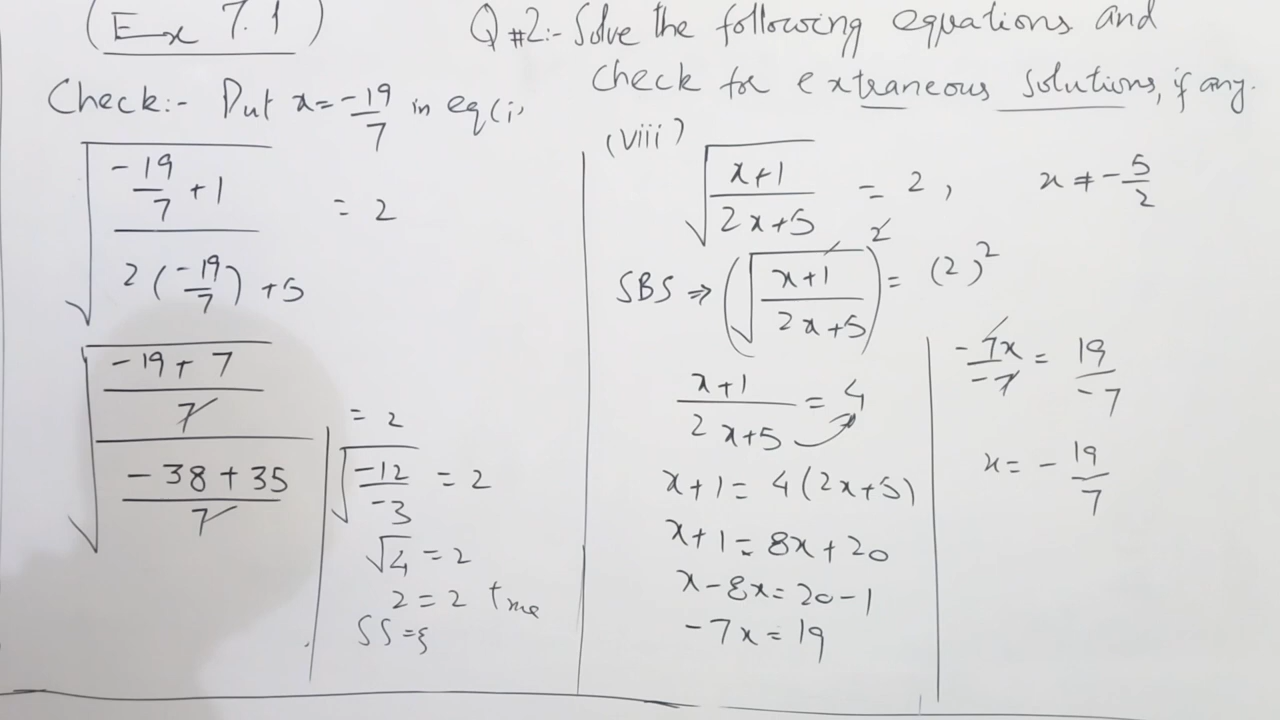 (Ex 7.1)
Q #2:- Solve the following equations and
check for extraneous solutions, if any.
(viii) √((x+1)/(2x+5)) = 2, x ≠ -5/2
SBS ⇒ (√((x+1)/(2x+5)))² = (2)²
(x+1)/(2x+5) = 4
x+1 = 4(2x+5)
x+1 = 8x+20
x-8x = 20-1
-7x = 19
-7x/-7 = 19/-7
x = -19/7
Check:- Put x = -19/7 in eq(i)
√((-19/7 +1)/(2(-19/7)+5)) = 2
√(((-19+7)/7)/((-38+35)/7)) = 2
√(-12/-3) = 2
√4 = 2
2 = 2 true
SS = {